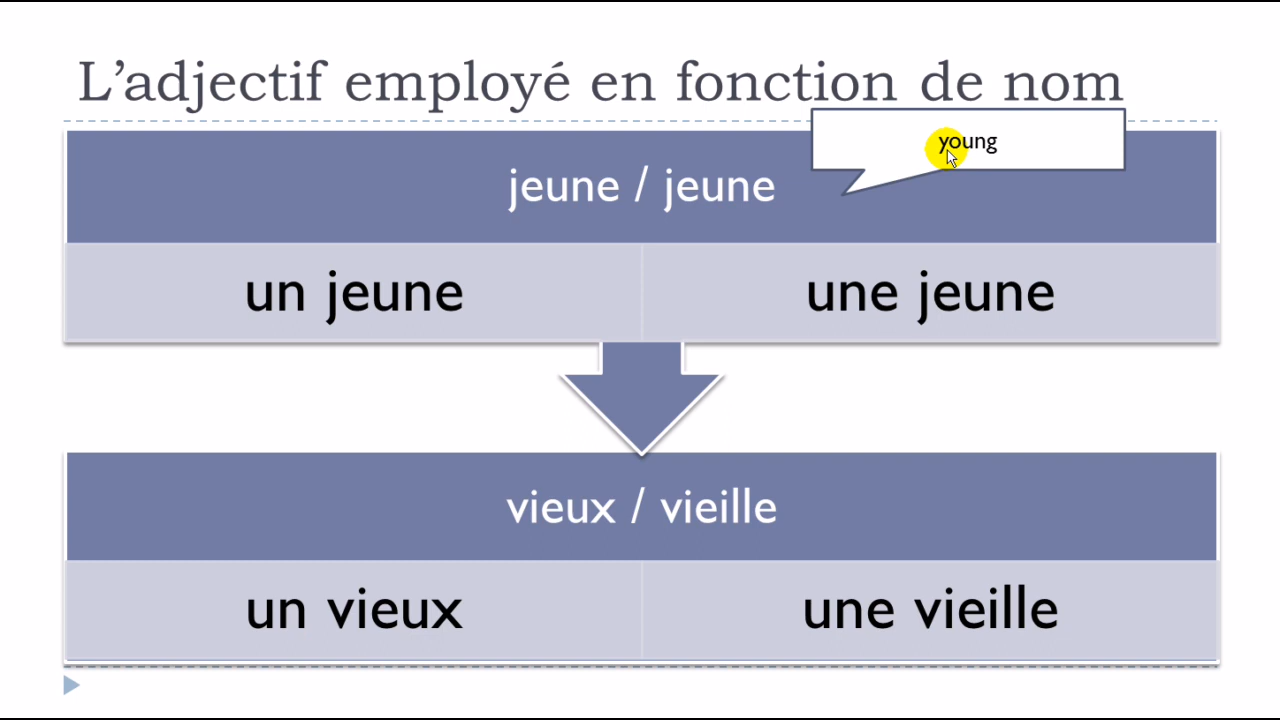 L’adjectif employé en fonction de nom
young
jeune / jeune
un jeune
une jeune
vieux / vieille
un vieux
une vieille